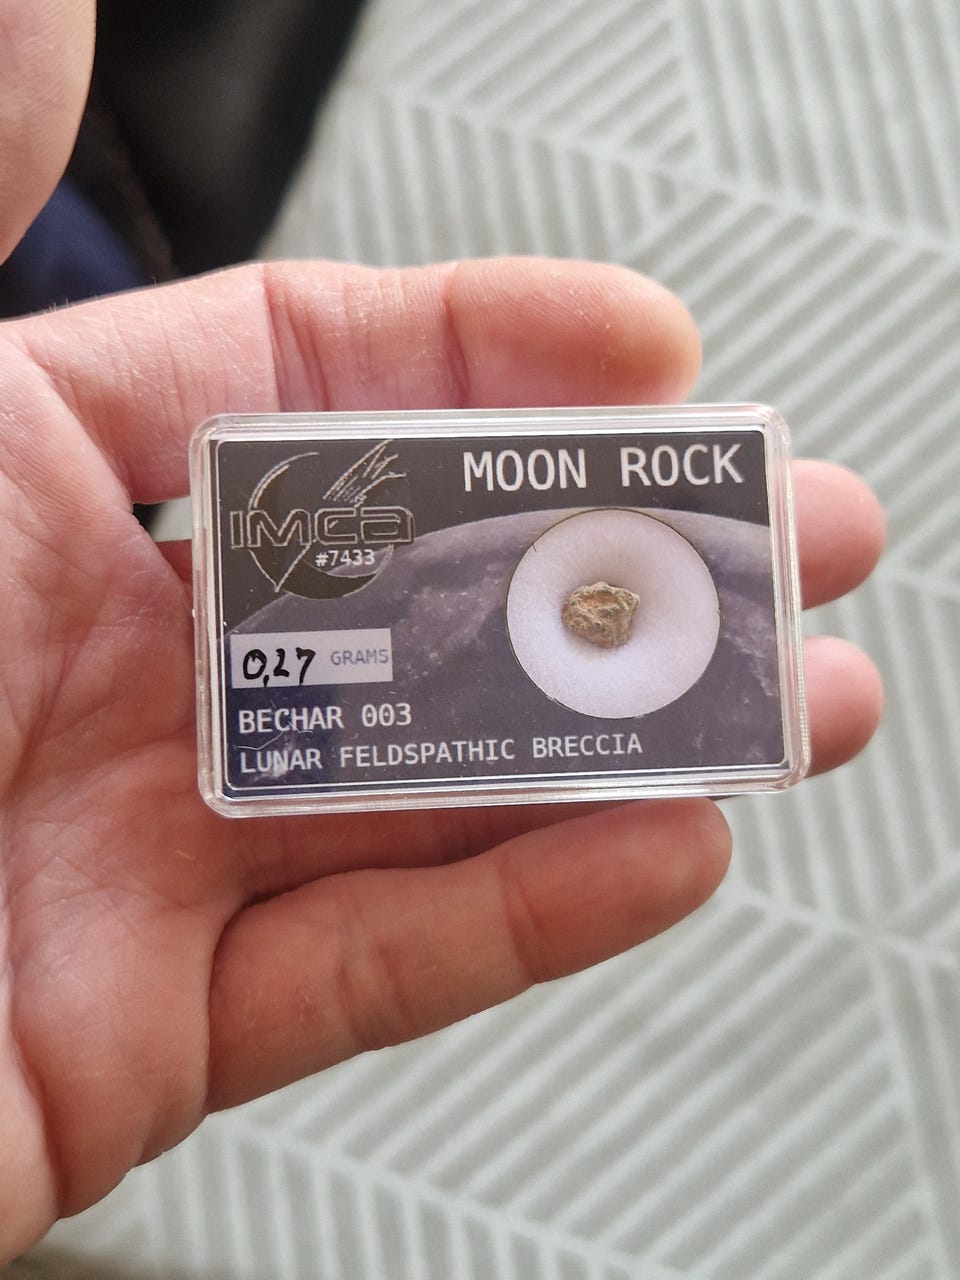 MOON ROCK
IMCA
#7433
0,27 GRAMS
BECHAR 003
LUNAR FELDSPATHIC BRECCIA